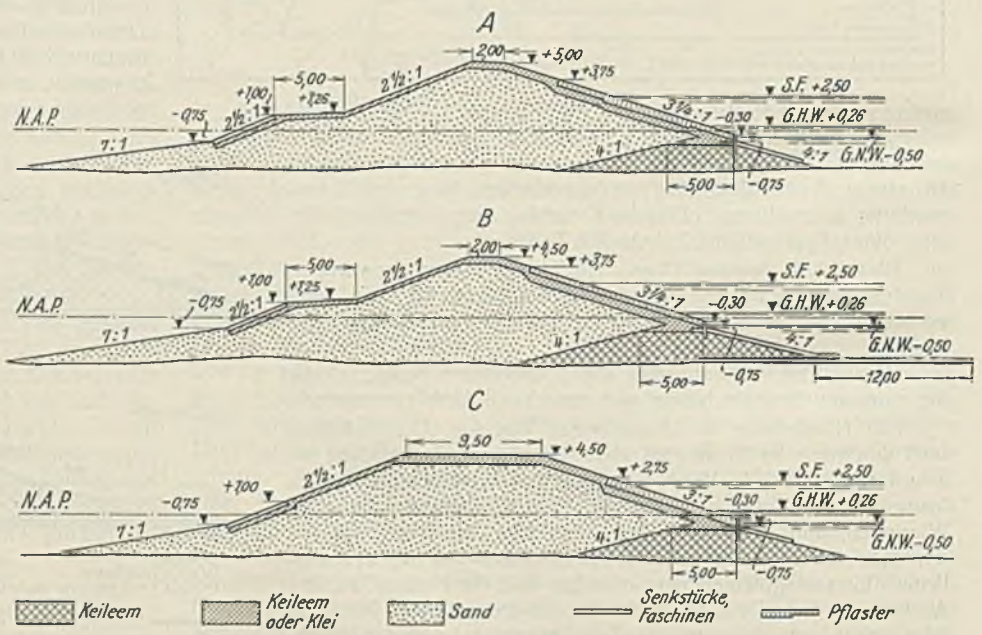 A
2,00 +5,00
+3,75
5,00
2½:1
+1,00 +1,25
S.F. +2,50
N.A.P. -0,75 2½:1
3¼:1 -0,30 G.H.W. +0,26
7:1
4:1 4:1 G.N.W.-0,50
5,00 -0,75
B
2,00 +4,50
+3,75
5,00
2½:1
+1,00 +1,25
S.F. +2,50
N.A.P. -0,75 2½:1
3¼:1 -0,30 G.H.W. +0,26
7:1
4:1 4:1 G.N.W.-0,50
5,00 -0,75 12,00
C
9,50 +4,50
2½:1
+2,75 S.F. +2,50
N.A.P. -0,75 +1,00
3:1 -0,30 G.H.W. +0,26
7:1
4:1 G.N.W.-0,50
5,00 -0,75
Keileem
Keileem
oder Klei
Sand
Senkstücke,
Faschinen
Pflaster